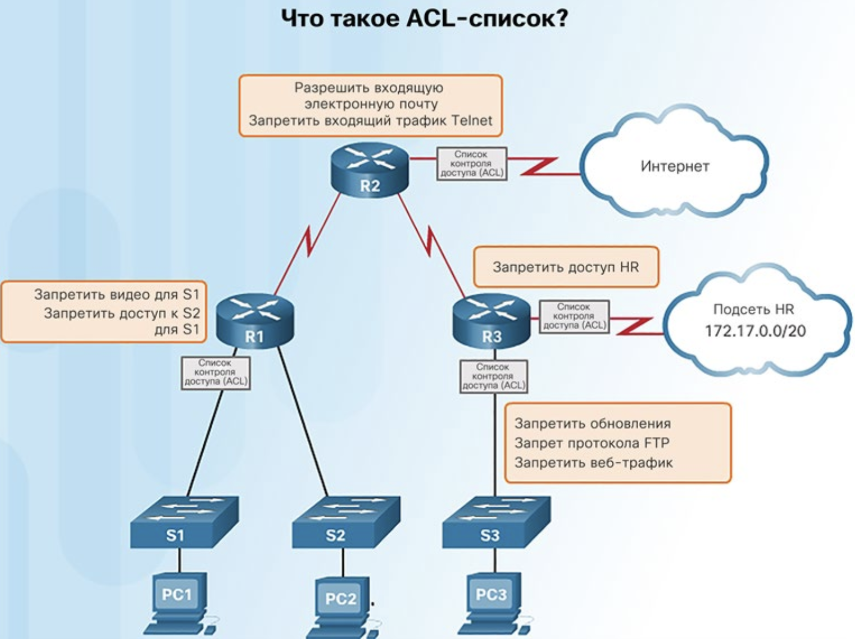 Что такое ACL-список?
Разрешить входящую
электронную почту
Запретить входящий трафик Telnet
Список
контроля
доступа (ACL)
Интернет
R2
Запретить доступ HR
Запретить видео для S1
Запретить доступ к S2
для S1
R1
R3
Список
контроля
доступа (ACL)
Подсеть HR
172.17.0.0/20
Список
контроля
доступа (ACL)
Список
контроля
доступа (ACL)
Запретить обновления
Запрет протокола FTP
Запретить веб-трафик
S1
S2
S3
PC1
PC2
PC3